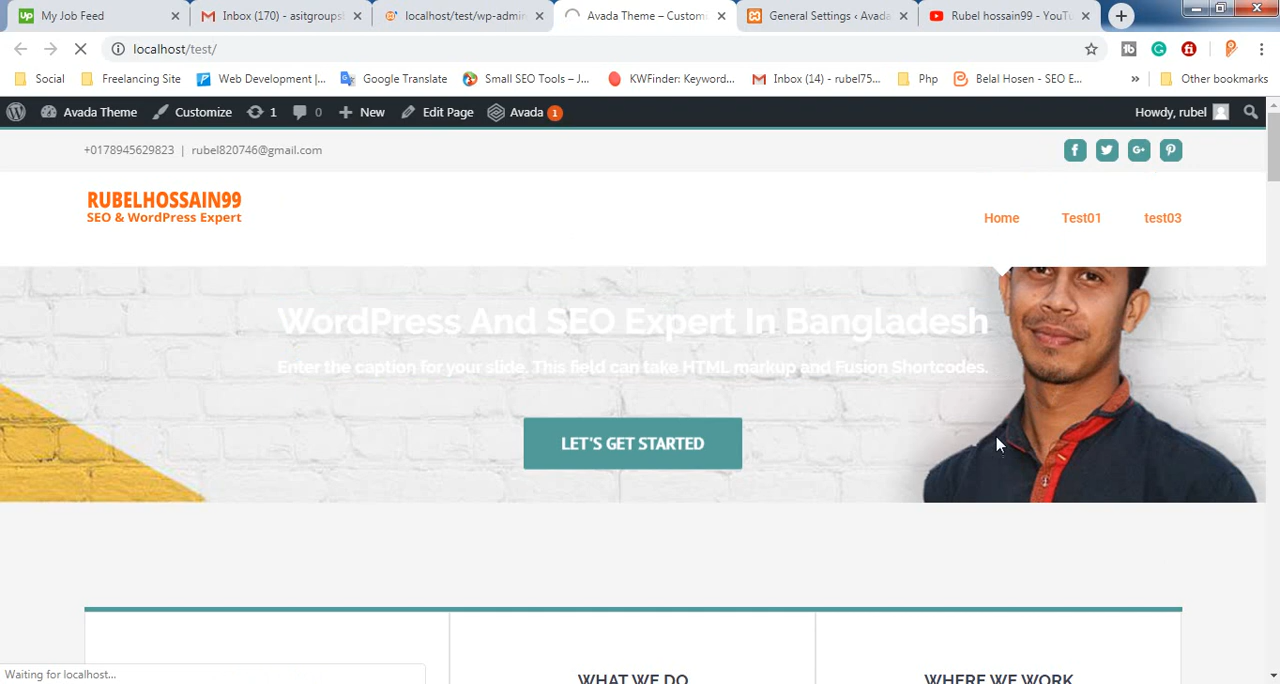 My Job Feed
Inbox (170) - asitgroups
localhost/test/wp-admin
Avada Theme – Custom
General Settings ‹ Avada
Rubel hossain99 - YouTu
localhost/test/
Social
Freelancing Site
Web Development |...
Google Translate
Small SEO Tools – J...
KWFinder: Keywor...
Inbox (14) - rubel75...
Php
Belal Hosen - SEO E...
»
Other bookmarks
Avada Theme
Customize
1
0
New
Edit Page
Avada 1
Howdy, rubel
+0178945629823 | rubel820746@gmail.com
RUBELHOSSAIN99
SEO & WordPress Expert
Home
Test01
test03
WordPress And SEO Expert In Bangladesh
Enter the caption for your slide. This field can take HTML markup and Fusion Shortcodes.
LET'S GET STARTED
WHAT WE DO
WHERE WE WORK
Waiting for localhost...